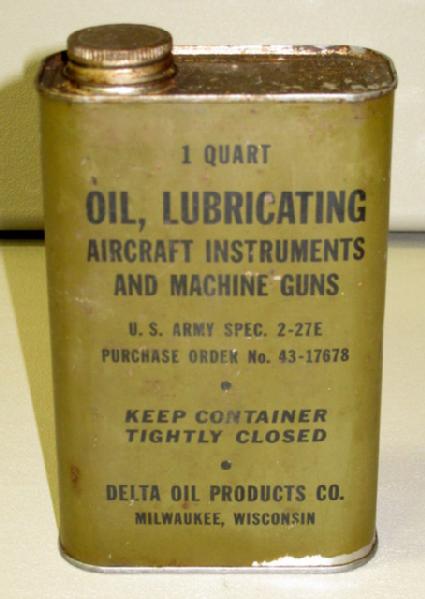 1 QUART
OIL, LUBRICATING
AIRCRAFT INSTRUMENTS
AND MACHINE GUNS
U. S. ARMY SPEC. 2-27E
PURCHASE ORDER No. 43-17678
KEEP CONTAINER
TIGHTLY CLOSED
DELTA OIL PRODUCTS CO.
MILWAUKEE, WISCONSIN